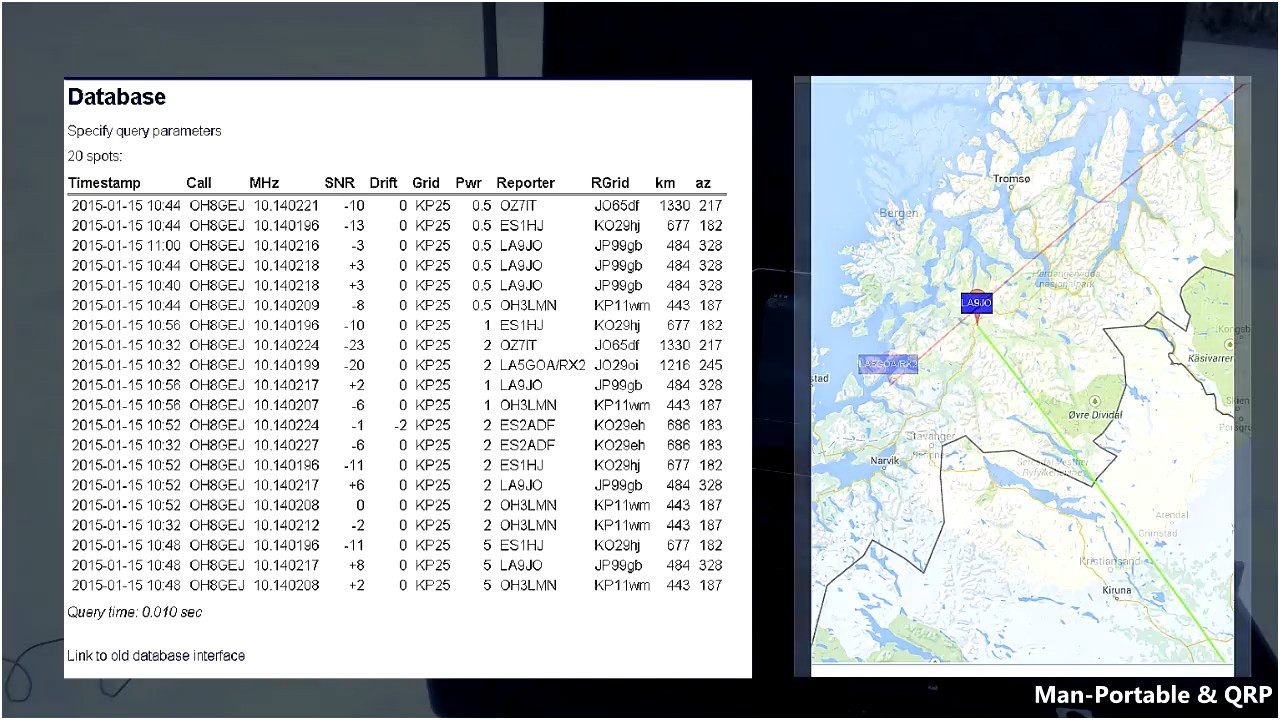 Database
Specify query parameters
20 spots:
Timestamp Call MHz SNR Drift Grid Pwr Reporter RGrid km az
2015-01-15 10:44 OH8GEJ 10.140221 -10 0 KP25 0.5 OZ7IT JO65df 1330 217
2015-01-15 10:44 OH8GEJ 10.140196 -13 0 KP25 0.5 ES1HJ KO29hj 677 182
2015-01-15 11:00 OH8GEJ 10.140216 -3 0 KP25 0.5 LA9JO JP99gb 484 328
2015-01-15 10:44 OH8GEJ 10.140218 +3 0 KP25 0.5 LA9JO JP99gb 484 328
2015-01-15 10:40 OH8GEJ 10.140218 +3 0 KP25 0.5 LA9JO JP99gb 484 328
2015-01-15 10:44 OH8GEJ 10.140209 -8 0 KP25 0.5 OH3LMN KP11wm 443 187
2015-01-15 10:56 OH8GEJ 10.140196 -10 0 KP25 1 ES1HJ KO29hj 677 182
2015-01-15 10:32 OH8GEJ 10.140224 -23 0 KP25 2 OZ7IT JO65df 1330 217
2015-01-15 10:32 OH8GEJ 10.140199 -20 0 KP25 2 LA5GOA/RX2 JO29oi 1216 245
2015-01-15 10:56 OH8GEJ 10.140217 +2 0 KP25 1 LA9JO JP99gb 484 328
2015-01-15 10:56 OH8GEJ 10.140207 -6 0 KP25 1 OH3LMN KP11wm 443 187
2015-01-15 10:52 OH8GEJ 10.140224 -1 -2 KP25 2 ES2ADF KO29eh 686 183
2015-01-15 10:32 OH8GEJ 10.140227 -6 0 KP25 2 ES2ADF KO29eh 686 183
2015-01-15 10:52 OH8GEJ 10.140196 -11 0 KP25 2 ES1HJ KO29hj 677 182
2015-01-15 10:52 OH8GEJ 10.140217 +6 0 KP25 2 LA9JO JP99gb 484 328
2015-01-15 10:52 OH8GEJ 10.140208 0 0 KP25 2 OH3LMN KP11wm 443 187
2015-01-15 10:32 OH8GEJ 10.140212 -2 0 KP25 2 OH3LMN KP11wm 443 187
2015-01-15 10:48 OH8GEJ 10.140196 -11 0 KP25 5 ES1HJ KO29hj 677 182
2015-01-15 10:48 OH8GEJ 10.140217 +8 0 KP25 5 LA9JO JP99gb 484 328
2015-01-15 10:48 OH8GEJ 10.140208 +2 0 KP25 5 OH3LMN KP11wm 443 187
Query time: 0.010 sec
Link to old database interface
Tromsø
Bergen
Hardangervidda
nasjonalpark
LA9JO
Kongsb
Käsivarren
LA5GOA/RX2
stad
Skien
Porsgru
Øvre Dividal
Stavanger
Narvik
Arendal
Grimstad
Kristiansand
Kiruna
Man-Portable & QRP